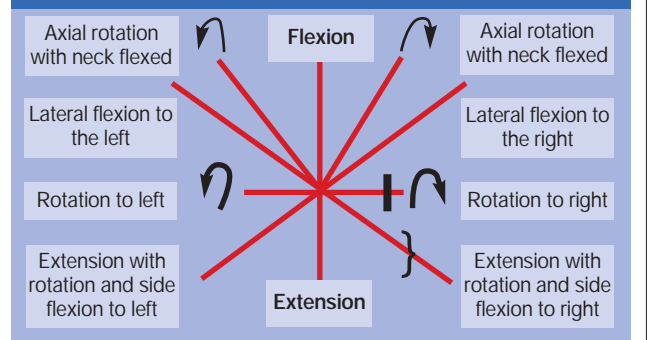 Axial rotation
with neck flexed
Flexion
Axial rotation
with neck flexed
Lateral flexion to
the left
Lateral flexion to
the right
Rotation to left
Rotation to right
Extension with
rotation and side
flexion to left
Extension
Extension with
rotation and side
flexion to right